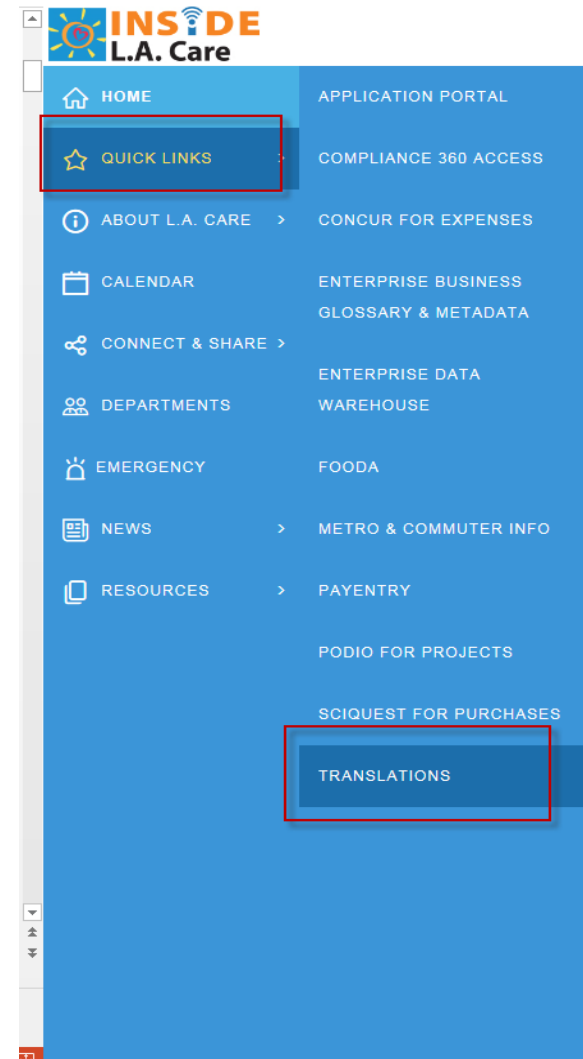 INSIDE
L.A. Care
HOME
QUICK LINKS >
ABOUT L.A. CARE >
CALENDAR
CONNECT & SHARE >
DEPARTMENTS
EMERGENCY
NEWS >
RESOURCES >
APPLICATION PORTAL
COMPLIANCE 360 ACCESS
CONCUR FOR EXPENSES
ENTERPRISE BUSINESS
GLOSSARY & METADATA
ENTERPRISE DATA
WAREHOUSE
FOODA
METRO & COMMUTER INFO
PAYENTRY
PODIO FOR PROJECTS
SCIQUEST FOR PURCHASES
TRANSLATIONS